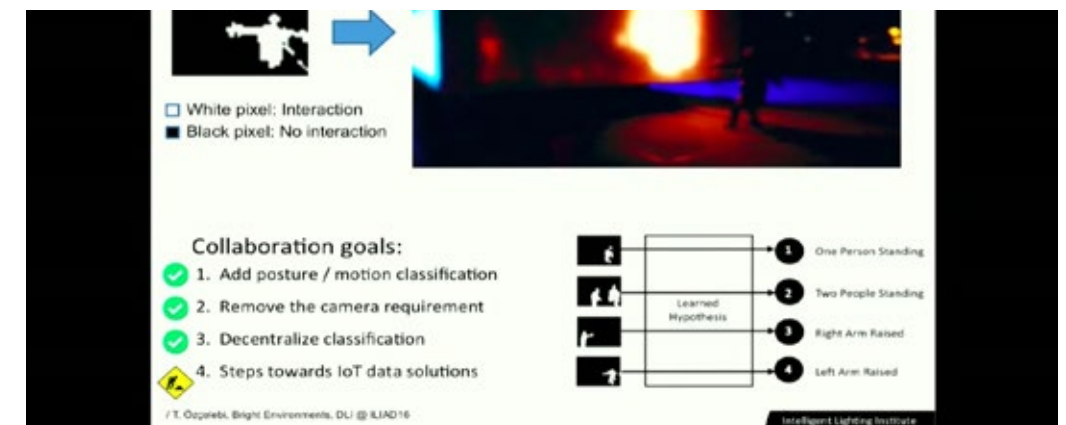 White pixel: Interaction
Black pixel: No interaction
Collaboration goals:
1. Add posture / motion classification
2. Remove the camera requirement
3. Decentralize classification
4. Steps towards IoT data solutions
Learned
Hypothesis
1 One Person Standing
2 Two People Standing
3 Right Arm Raised
4 Left Arm Raised
/ T. Özçelebi, Bright Environments, DLI @ ILIAD16
Intelligent Lighting Institute